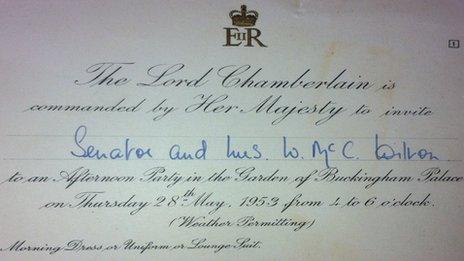 EIIR
1
The Lord Chamberlain is
commanded by Her Majesty to invite
Senator and Mrs. W. McC. Wilson
to an Afternoon Party in the Garden of Buckingham Palace
on Thursday 28th May, 1953 from 4 to 6 o'clock.
(Weather Permitting)
Morning Dress or Uniform or Lounge Suit.